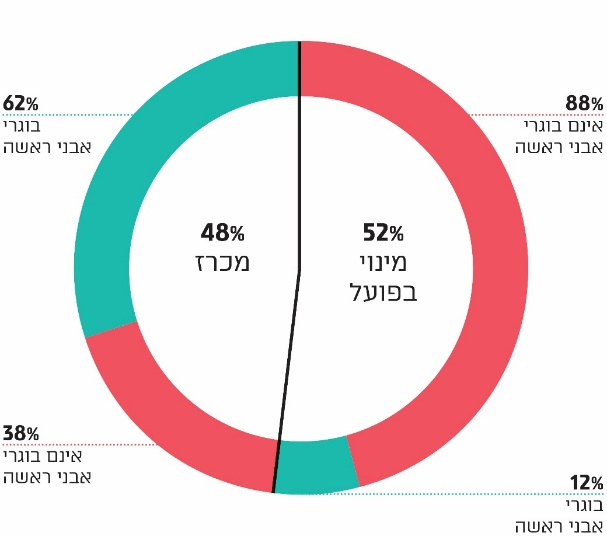 88%
אינם בוגרי
אבני ראשה
62%
בוגרי
אבני ראשה
52%
מינוי
בפועל
48%
מכרז
38%
אינם בוגרי
אבני ראשה
12%
בוגרי
אבני ראשה